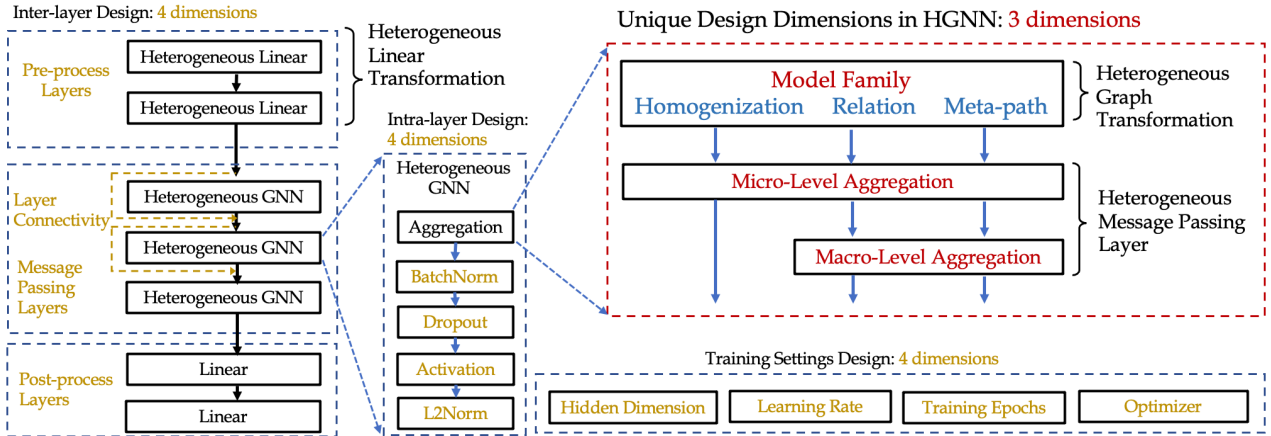 Inter-layer Design: 4 dimensions
Pre-process
Layers
Heterogeneous Linear
Heterogeneous Linear
Heterogeneous
Linear
Transformation
Layer
Connectivity
Message
Passing
Layers
Heterogeneous GNN
Heterogeneous GNN
Heterogeneous GNN
Post-process
Layers
Linear
Linear
Intra-layer Design:
4 dimensions
Heterogeneous
GNN
Aggregation
BatchNorm
Dropout
Activation
L2Norm
Unique Design Dimensions in HGNN: 3 dimensions
Model Family
Homogenization Relation Meta-path
Heterogeneous
Graph
Transformation
Micro-Level Aggregation
Macro-Level Aggregation
Heterogeneous
Message Passing
Layer
Training Settings Design: 4 dimensions
Hidden Dimension Learning Rate Training Epochs Optimizer